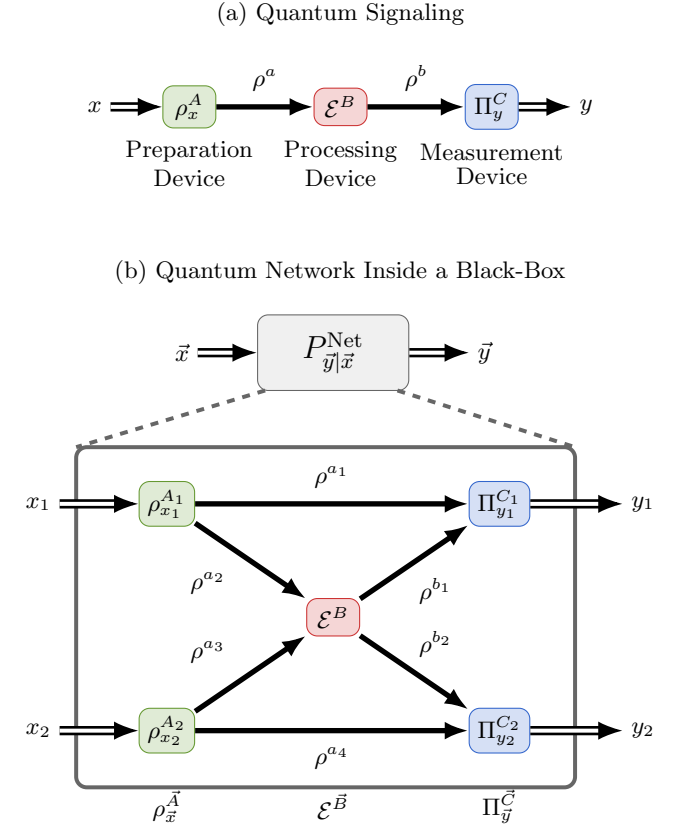 (a) Quantum Signaling
ρ^a ρ^b
x ρ_x^A ℰ^B Π_y^C y
Preparation Processing Measurement
Device Device Device
(b) Quantum Network Inside a Black-Box
x⃗ P_{y⃗|x⃗}^{Net} y⃗
ρ^{a_1}
x_1 ρ_{x_1}^{A_1} Π_{y_1}^{C_1} y_1
ρ^{a_2} ρ^{b_1}
ℰ^B
ρ^{a_3} ρ^{b_2}
x_2 ρ_{x_2}^{A_2} Π_{y_2}^{C_2} y_2
ρ^{a_4}
ρ_{x⃗}^{A⃗} ℰ^{B⃗} Π_{y⃗}^{C⃗}